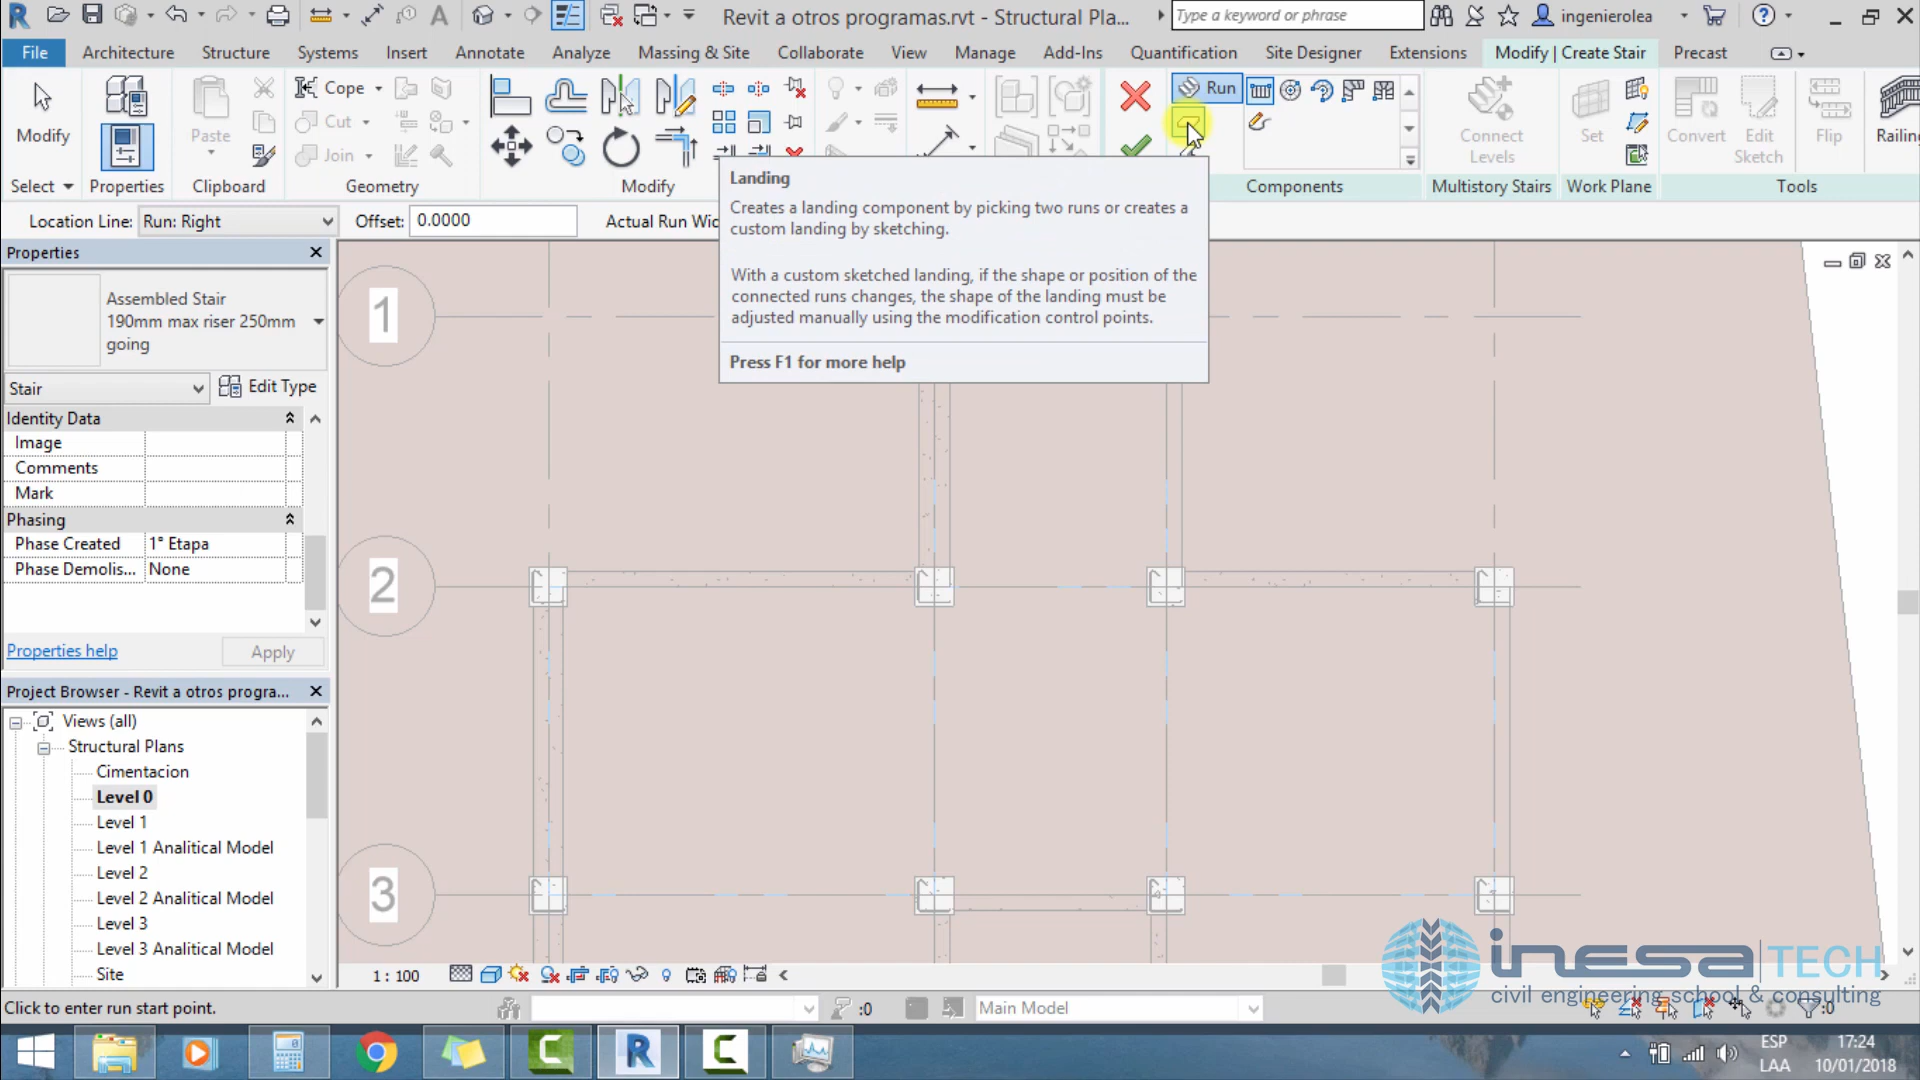 Revit a otros programas.rvt - Structural Pla...
Type a keyword or phrase
ingenierolea
File Architecture Structure Systems Insert Annotate Analyze Massing & Site Collaborate View Manage Add-Ins Quantification Site Designer Extensions Modify | Create Stair Precast
Modify
Paste
Cope
Cut
Join
Run
Connect
Levels
Set
Convert
Edit
Sketch
Flip
Railing
Select
Properties
Clipboard
Geometry
Modify
Components
Multistory Stairs
Work Plane
Tools
Landing
Creates a landing component by picking two runs or creates a
custom landing by sketching.
With a custom sketched landing, if the shape or position of the
connected runs changes, the shape of the landing must be
adjusted manually using the modification control points.
Press F1 for more help
Location Line: Run: Right Offset: 0.0000 Actual Run Wid
Properties
Assembled Stair
190mm max riser 250mm
going
Stair
Edit Type
Identity Data
Image
Comments
Mark
Phasing
Phase Created 1° Etapa
Phase Demolis... None
Properties help
Apply
Project Browser - Revit a otros progra...
Views (all)
Structural Plans
Cimentacion
Level 0
Level 1
Level 1 Analitical Model
Level 2
Level 2 Analitical Model
Level 3
Level 3 Analitical Model
Site
1
2
3
1 : 100
inesa TECH
civil engineering school & consulting
Click to enter run start point.
:0
Main Model
:0
ESP
LAA
17:24
10/01/2018